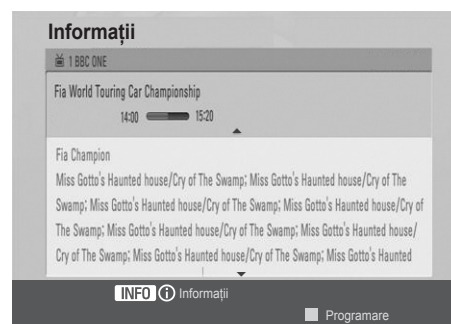 Informații
1 BBC ONE
Fia World Touring Car Championship
14:00 15:20
Fia Champion
Miss Gotto's Haunted house/Cry of The Swamp; Miss Gotto's Haunted house/Cry of The
Swamp; Miss Gotto's Haunted house/Cry of The Swamp; Miss Gotto's Haunted house/Cry of
The Swamp; Miss Gotto's Haunted house/Cry of The Swamp; Miss Gotto's Haunted house/
Cry of The Swamp; Miss Gotto's Haunted house/Cry of The Swamp; Miss Gotto's Haunted
INFO i Informații
Programare